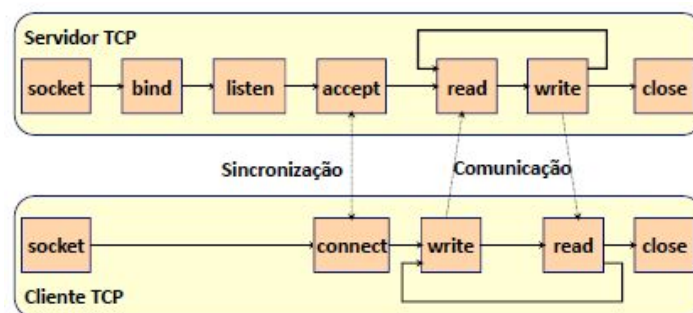 Servidor TCP
socket bind listen accept read write close
Sincronização Comunicação
socket connect write read close
Cliente TCP